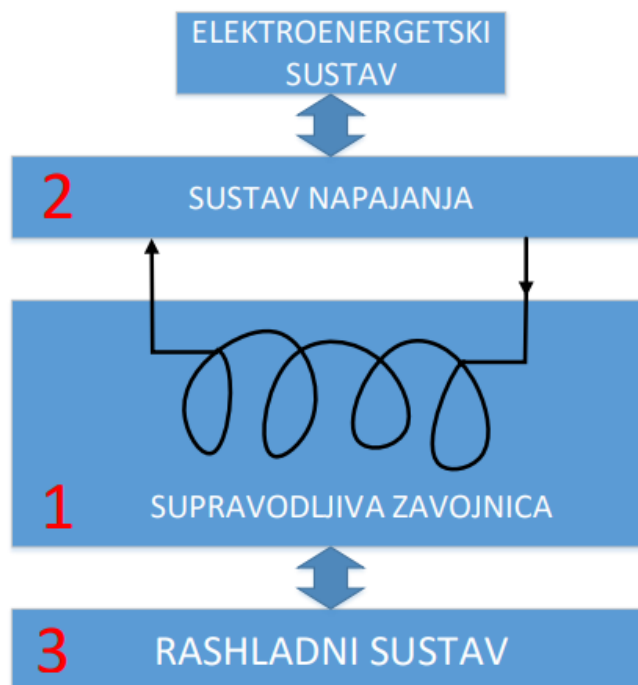 ELEKTROENERGETSKI
SUSTAV
2 SUSTAV NAPAJANJA
1 SUPRAVODLJIVA ZAVOJNICA
3 RASHLADNI SUSTAV